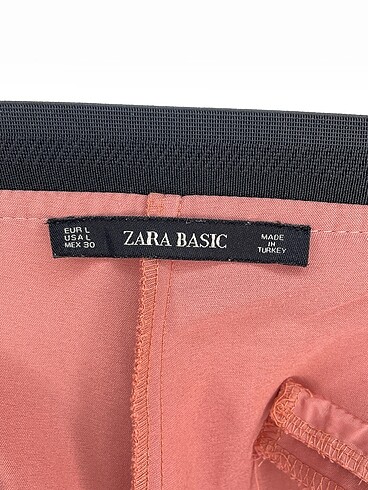 EUR L
USA L
MEX 30
ZARA BASIC
MADE
IN
TURKEY